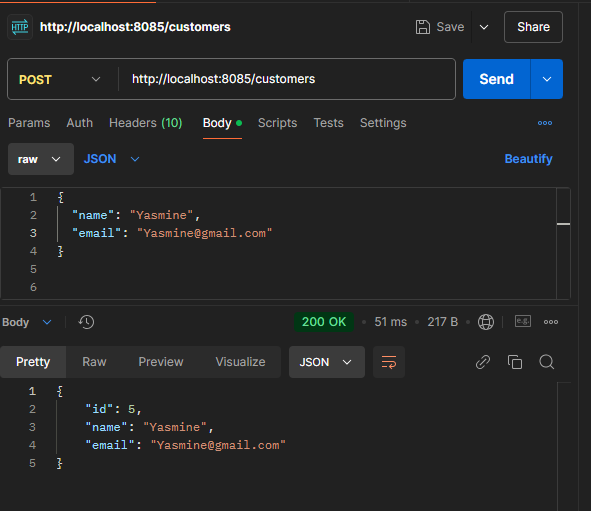 HTTP http://localhost:8085/customers Save Share
POST http://localhost:8085/customers Send
Params Auth Headers (10) Body Scripts Tests Settings
raw JSON Beautify
1 {
2 "name": "Yasmine",
3 "email": "Yasmine@gmail.com"
4 }
5
6
Body 200 OK 51 ms 217 B e.g.
Pretty Raw Preview Visualize JSON
1 {
2 "id": 5,
3 "name": "Yasmine",
4 "email": "Yasmine@gmail.com"
5 }